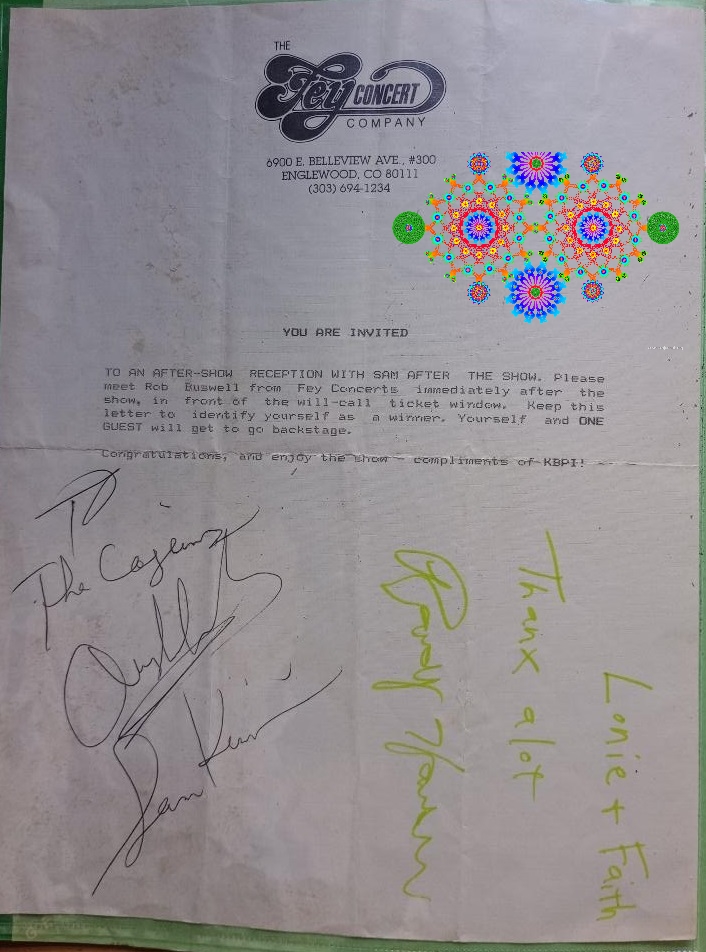 THE
Fey CONCERT
COMPANY
6900 E. BELLEVIEW AVE., #300
ENGLEWOOD, CO 80111
(303) 694-1234
YOU ARE INVITED
TO AN AFTER-SHOW RECEPTION WITH SAM AFTER THE SHOW. Please
meet Rob Buswell from Fey Concerts immediately after the
show, in front of the will-call ticket window. Keep this
letter to identify yourself as a winner. Yourself and ONE
GUEST will get to go backstage.
Congratulations, and enjoy the show - compliments of KBPI!
To
The
Sam
Lonie + Faith
Thanx alot
Randy